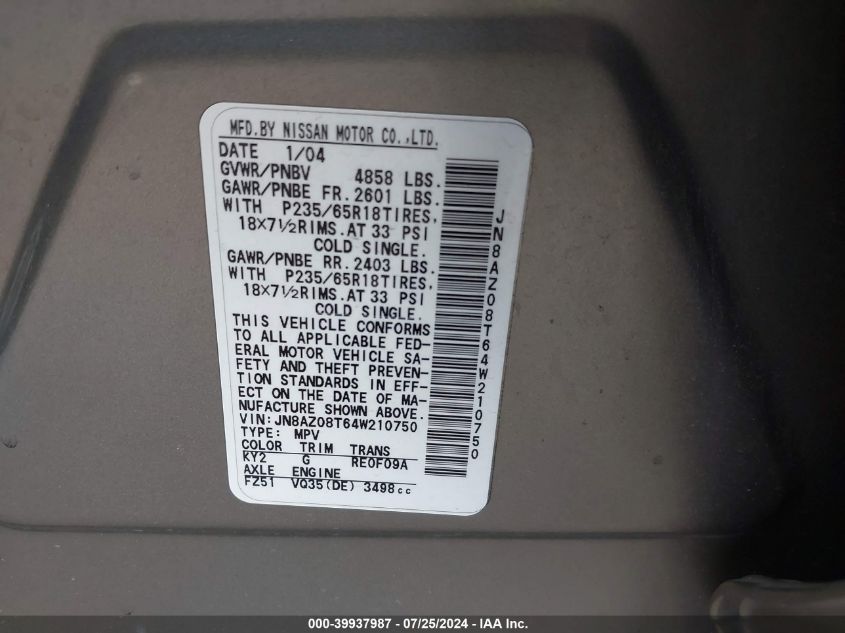 MFD.BY NISSAN MOTOR CO.,LTD.
DATE 1/04
GVWR/PNBV 4858 LBS.
GAWR/PNBE FR.2601 LBS.
WITH P235/65R18TIRES,
18×7½RIMS.AT 33 PSI
COLD SINGLE.
GAWR/PNBE RR.2403 LBS.
WITH P235/65R18TIRES,
18×7½RIMS.AT 33 PSI
COLD SINGLE.
THIS VEHICLE CONFORMS
TO ALL APPLICABLE FED-
ERAL MOTOR VEHICLE SA-
FETY AND THEFT PREVEN-
TION STANDARDS IN EFF-
ECT ON THE DATE OF MA-
NUFACTURE SHOWN ABOVE.
VIN:JN8AZ08T64W210750
TYPE: MPV
COLOR TRIM TRANS
KY2 G RE0F09A
AXLE ENGINE
FZ51 VQ35(DE) 3498cc
JN8AZ08T64W210750
000-39937987 - 07/25/2024 - IAA Inc.